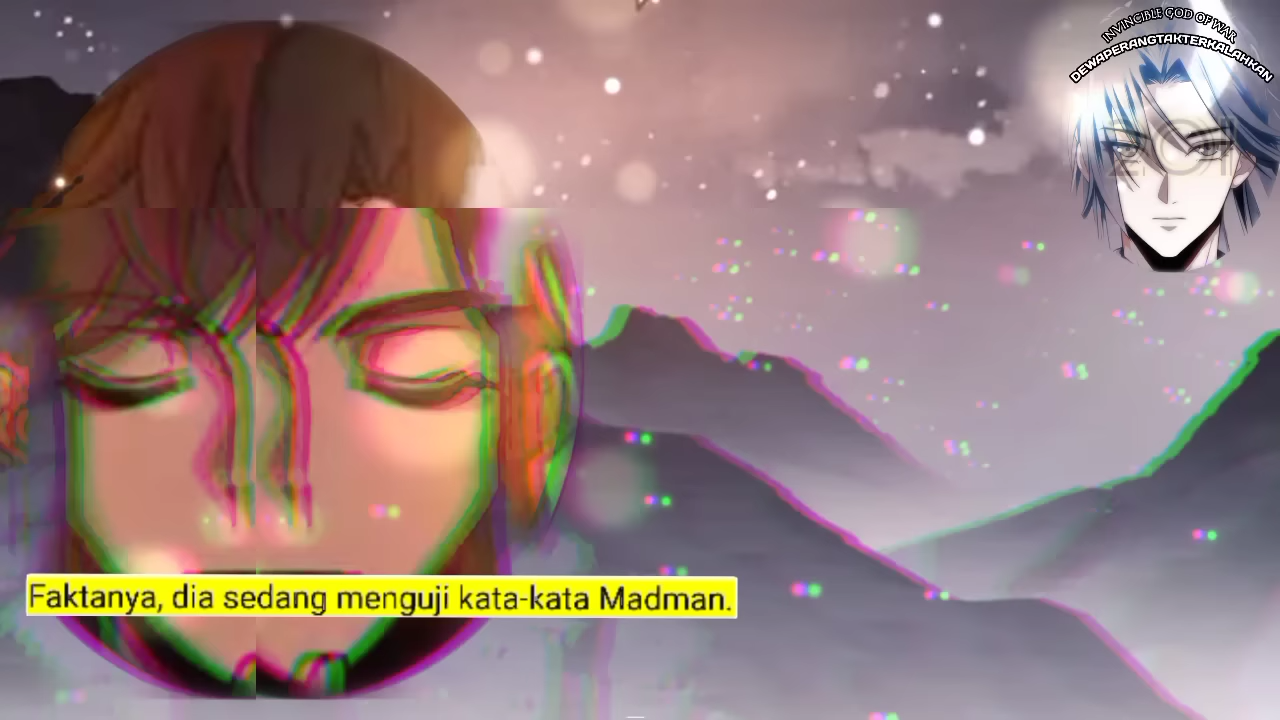 INVINCIBLE GOD OF WAR
DEWAPERANGTAKTERKALAHKAN
Faktanya, dia sedang menguji kata-kata Madman.